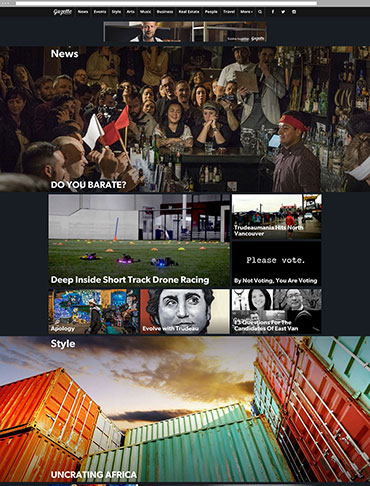 Gazette News Events Style Arts Music Business Real Estate People Travel More
Gazette
News
DO YOU BARATE?
Deep Inside Short Track Drone Racing
Trudeaumania Hits North
Vancouver
Please vote.
By Not Voting, You Are Voting
Apology
Evolve with Trudeau
Questions For The
Candidates Of East Van
Style
UNCRATING AFRICA